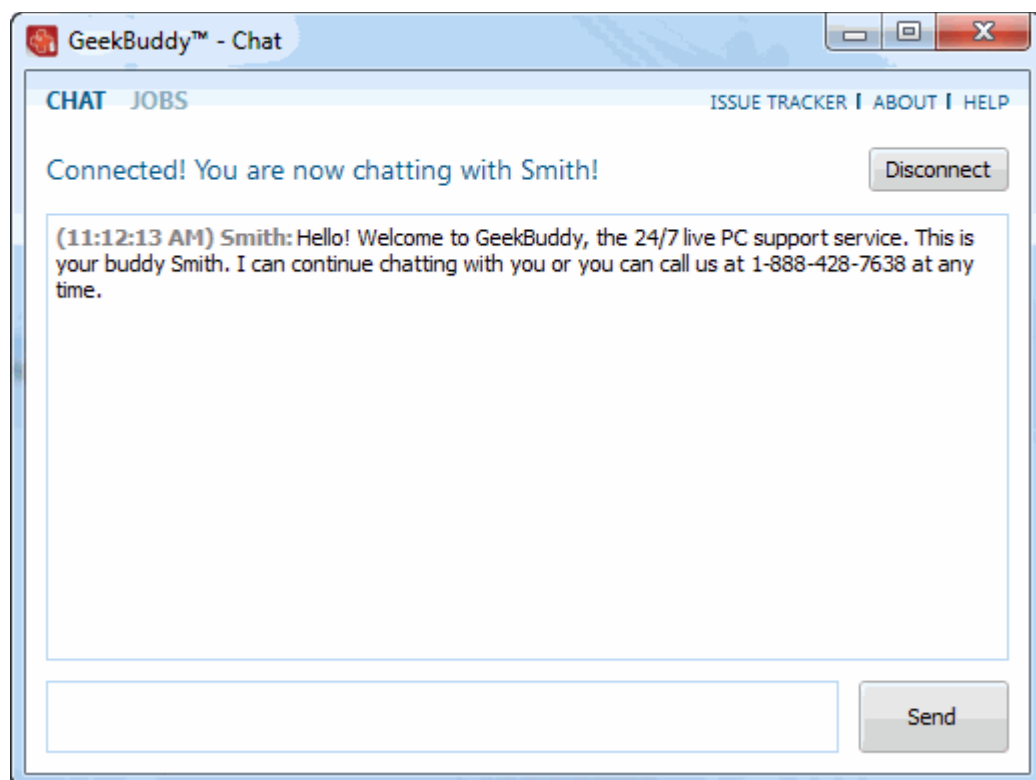 GeekBuddy™ - Chat
CHAT JOBS
ISSUE TRACKER | ABOUT | HELP
Connected! You are now chatting with Smith!
Disconnect
(11:12:13 AM) Smith: Hello! Welcome to GeekBuddy, the 24/7 live PC support service. This is
your buddy Smith. I can continue chatting with you or you can call us at 1-888-428-7638 at any
time.
Send